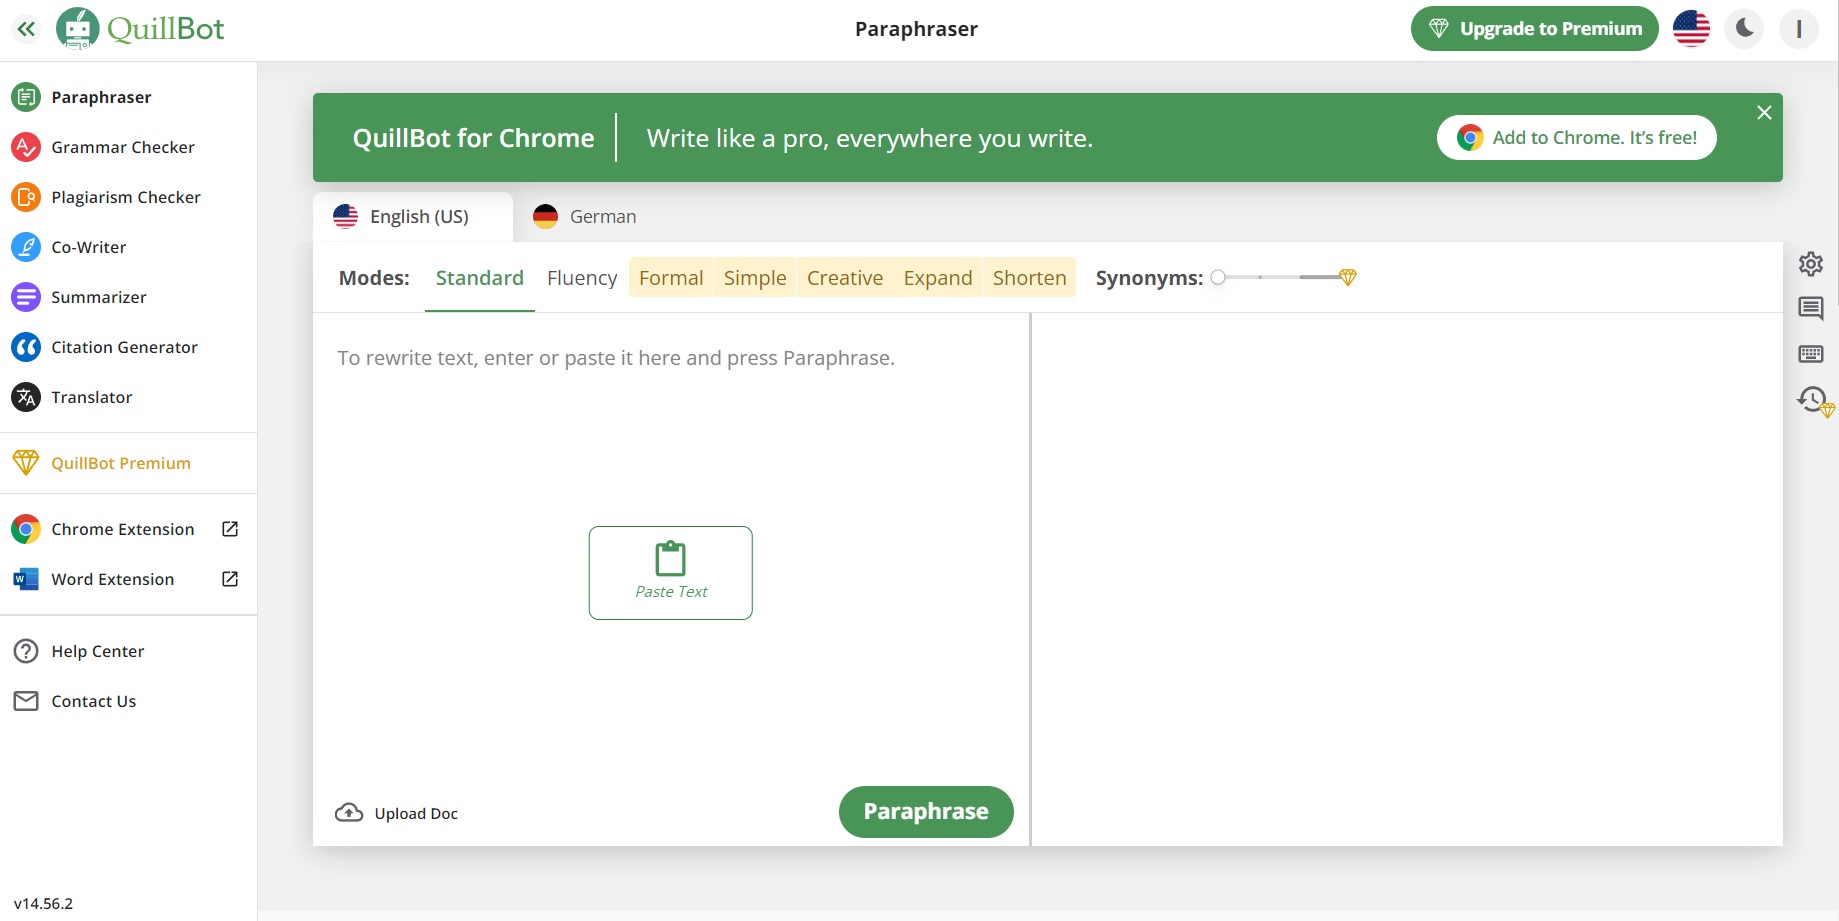 QuillBot
Paraphraser
Upgrade to Premium
I
Paraphraser
Grammar Checker
Plagiarism Checker
Co-Writer
Summarizer
Citation Generator
Translator
QuillBot Premium
Chrome Extension
Word Extension
Help Center
Contact Us
v14.56.2
QuillBot for Chrome
Write like a pro, everywhere you write.
Add to Chrome. It’s free!
English (US)
German
Modes: Standard Fluency Formal Simple Creative Expand Shorten Synonyms:
To rewrite text, enter or paste it here and press Paraphrase.
Paste Text
Upload Doc
Paraphrase